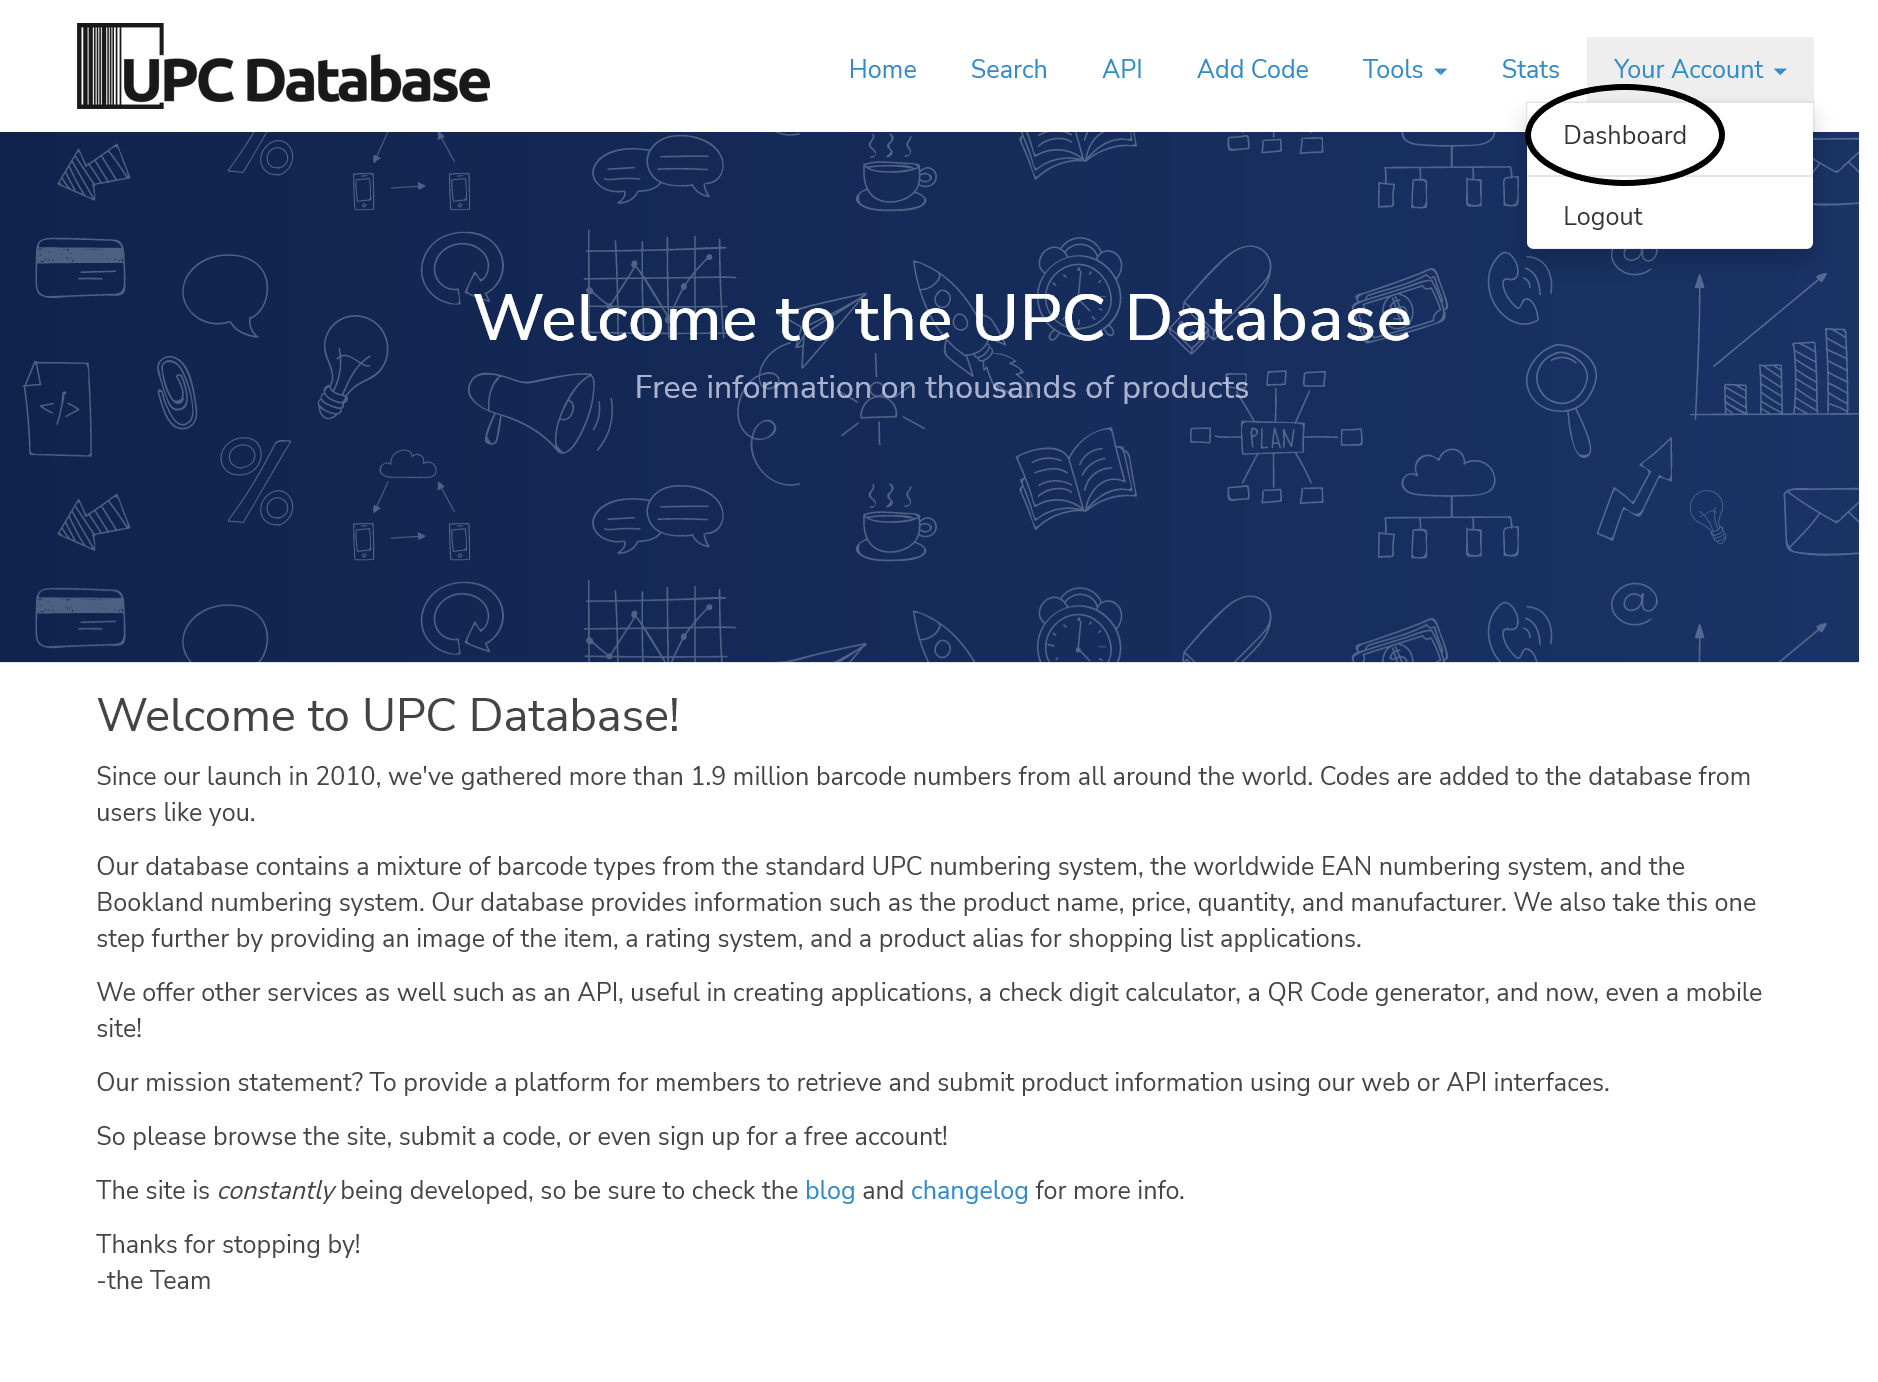 UPC Database
Home Search API Add Code Tools Stats Your Account
Dashboard
Logout
Welcome to the UPC Database
Free information on thousands of products
PLAN
Welcome to UPC Database!
Since our launch in 2010, we've gathered more than 1.9 million barcode numbers from all around the world. Codes are added to the database from
users like you.
Our database contains a mixture of barcode types from the standard UPC numbering system, the worldwide EAN numbering system, and the
Bookland numbering system. Our database provides information such as the product name, price, quantity, and manufacturer. We also take this one
step further by providing an image of the item, a rating system, and a product alias for shopping list applications.
We offer other services as well such as an API, useful in creating applications, a check digit calculator, a QR Code generator, and now, even a mobile
site!
Our mission statement? To provide a platform for members to retrieve and submit product information using our web or API interfaces.
So please browse the site, submit a code, or even sign up for a free account!
The site is constantly being developed, so be sure to check the blog and changelog for more info.
Thanks for stopping by!
-the Team